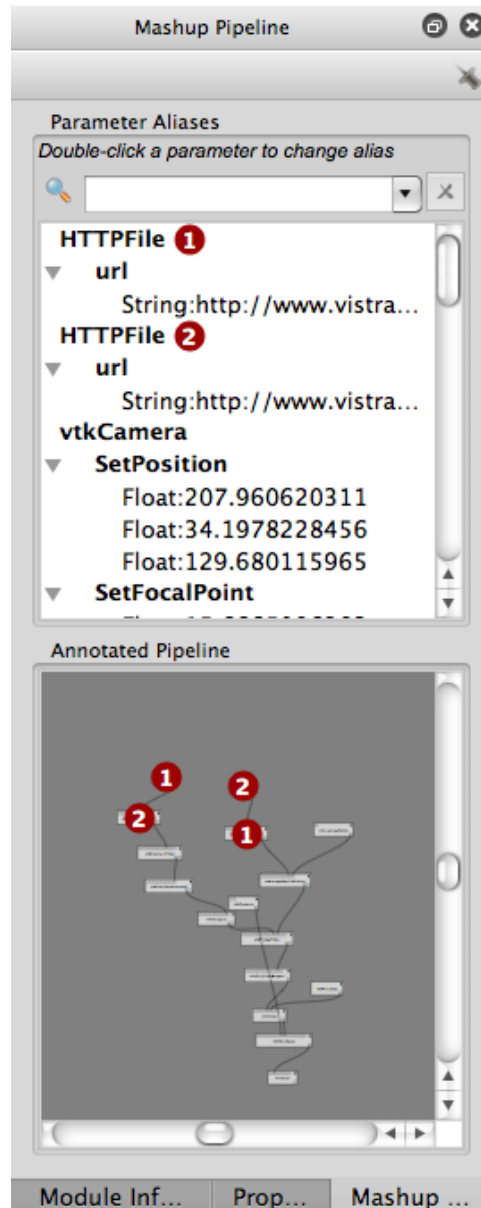 Mashup Pipeline
Parameter Aliases
Double-click a parameter to change alias
HTTPFile 1
url
String:http://www.vistra...
HTTPFile 2
url
String:http://www.vistra...
vtkCamera
SetPosition
Float:207.960620311
Float:34.1978228456
Float:129.680115965
SetFocalPoint
Annotated Pipeline
1
2
2
1
Module Inf...
Prop...
Mashup ...